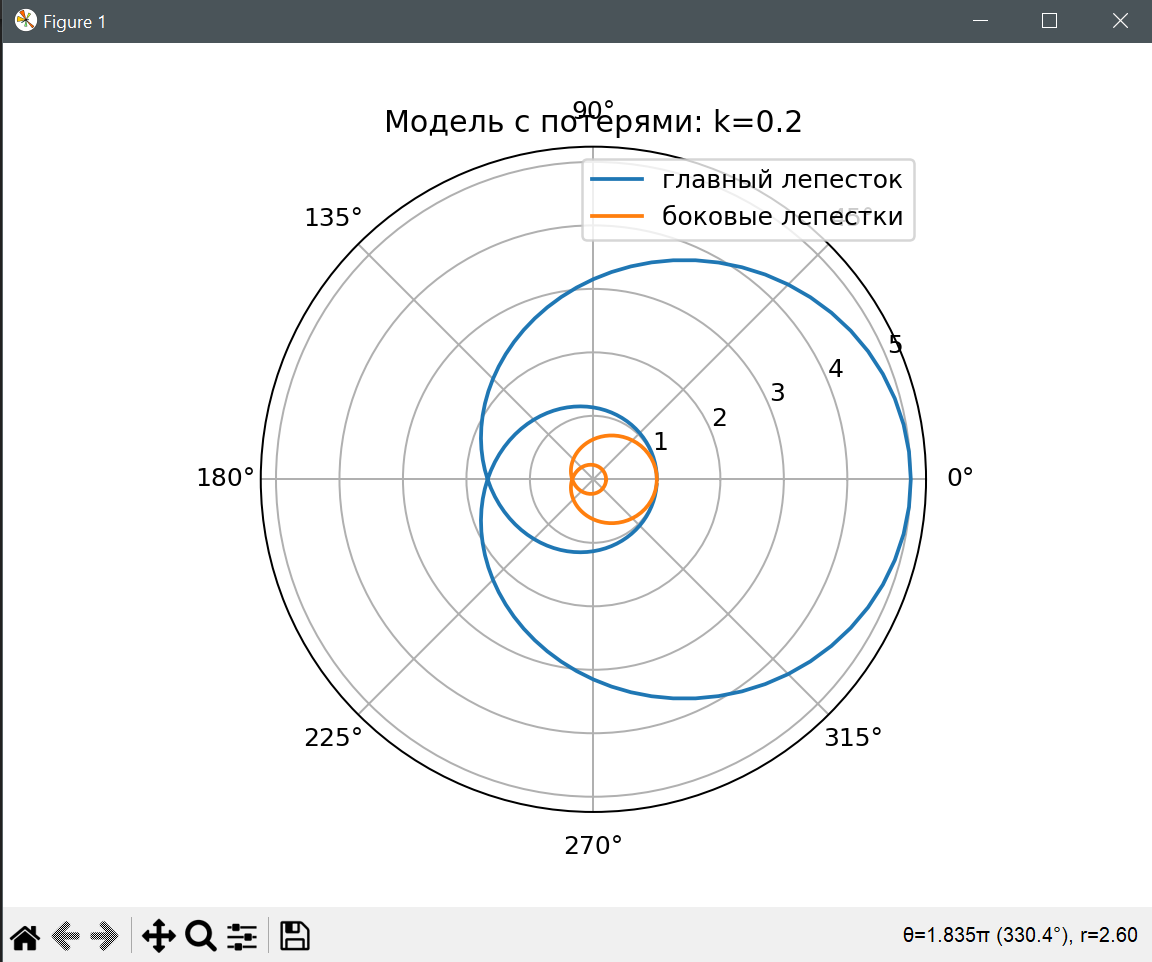 Figure 1
90°
Модель с потерями: k=0.2
главный лепесток
боковые лепестки
45°
135°
5
4
3
2
1
180°
0°
225°
315°
270°
θ=1.835π (330.4°), r=2.60